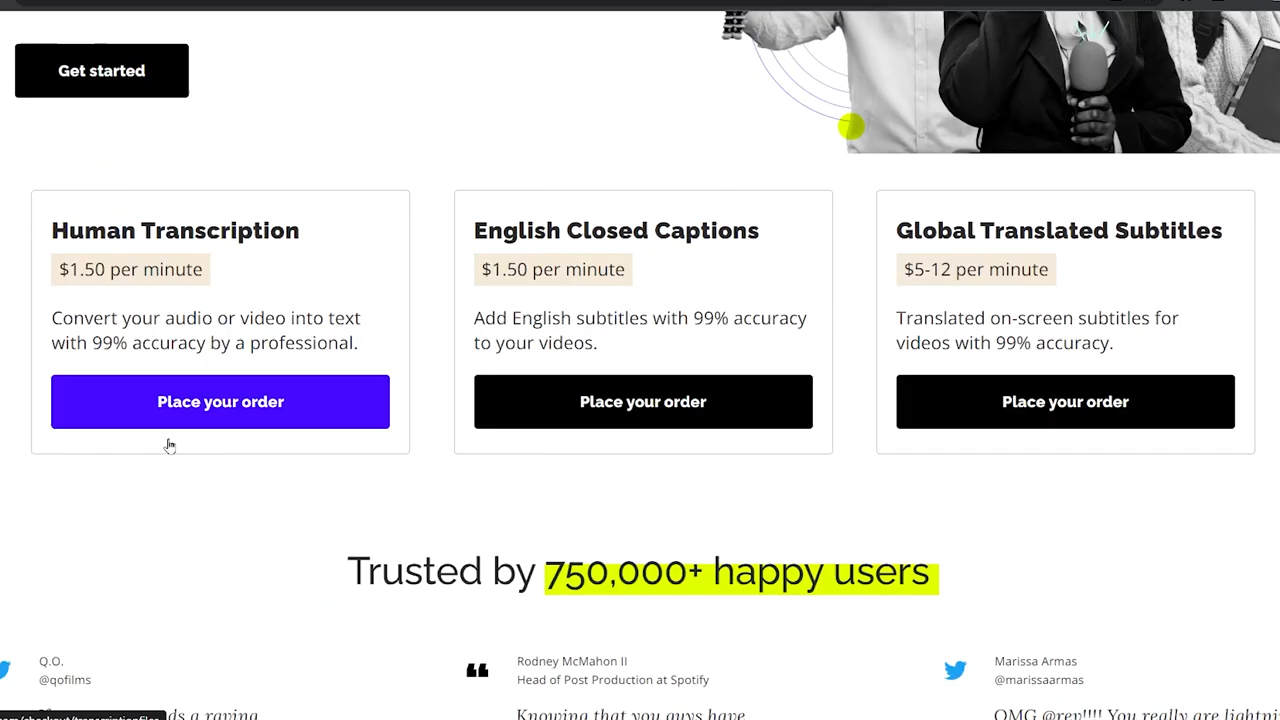 Get started
Human Transcription
$1.50 per minute
Convert your audio or video into text
with 99% accuracy by a professional.
Place your order
English Closed Captions
$1.50 per minute
Add English subtitles with 99% accuracy
to your videos.
Place your order
Global Translated Subtitles
$5-12 per minute
Translated on-screen subtitles for
videos with 99% accuracy.
Place your order
Trusted by 750,000+ happy users
Q.O.
@qofilms
a raving
Rodney McMahon II
Head of Post Production at Spotify
Knowing that you guys have
Marissa Armas
@marissaarmas
OMG @rev!!!! You really are